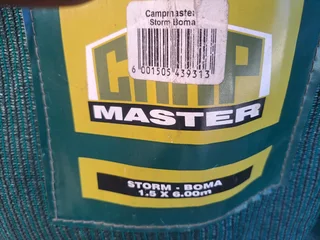 Campmaster
Storm Boma
6 001505 439313
CAMP
MASTER
STORM - BOMA
1.5 X 6.00m